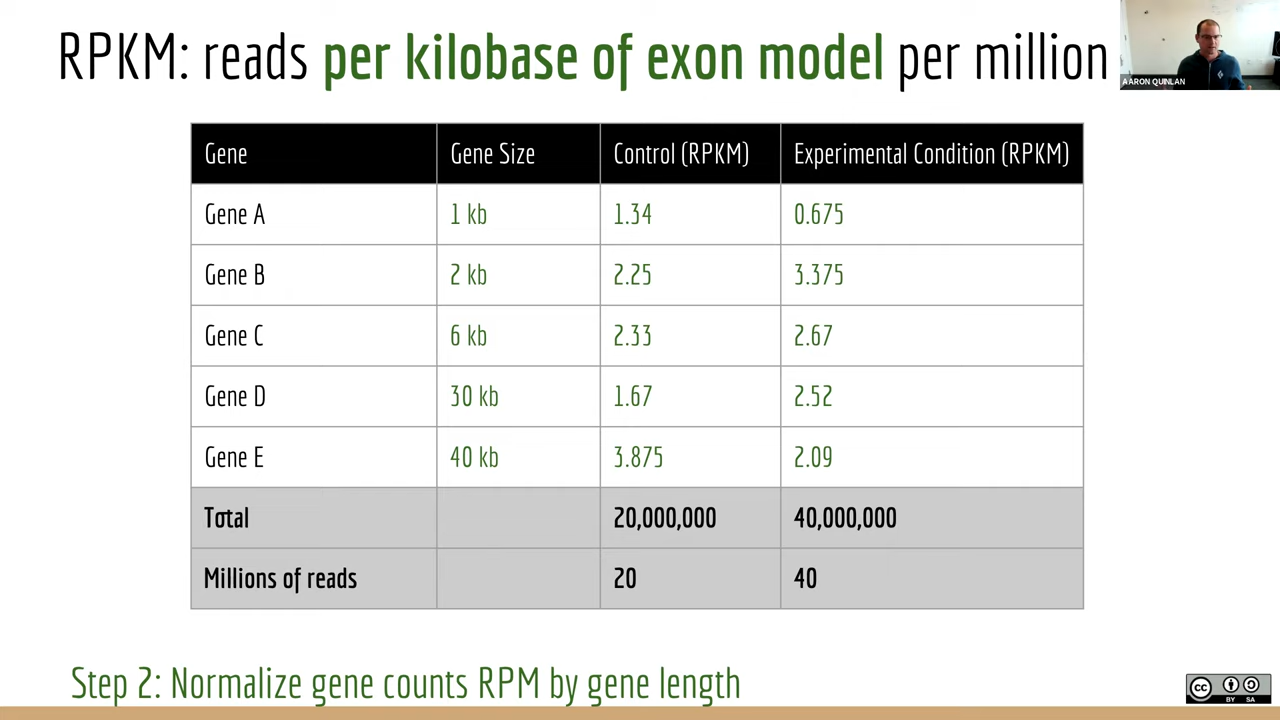 RPKM: reads per kilobase of exon model per million
AARON QUINLAN
Gene Gene Size Control (RPKM) Experimental Condition (RPKM)
Gene A 1 kb 1.34 0.675
Gene B 2 kb 2.25 3.375
Gene C 6 kb 2.33 2.67
Gene D 30 kb 1.67 2.52
Gene E 40 kb 3.875 2.09
Total 20,000,000 40,000,000
Millions of reads 20 40
Step 2: Normalize gene counts RPM by gene length
cc BY SA